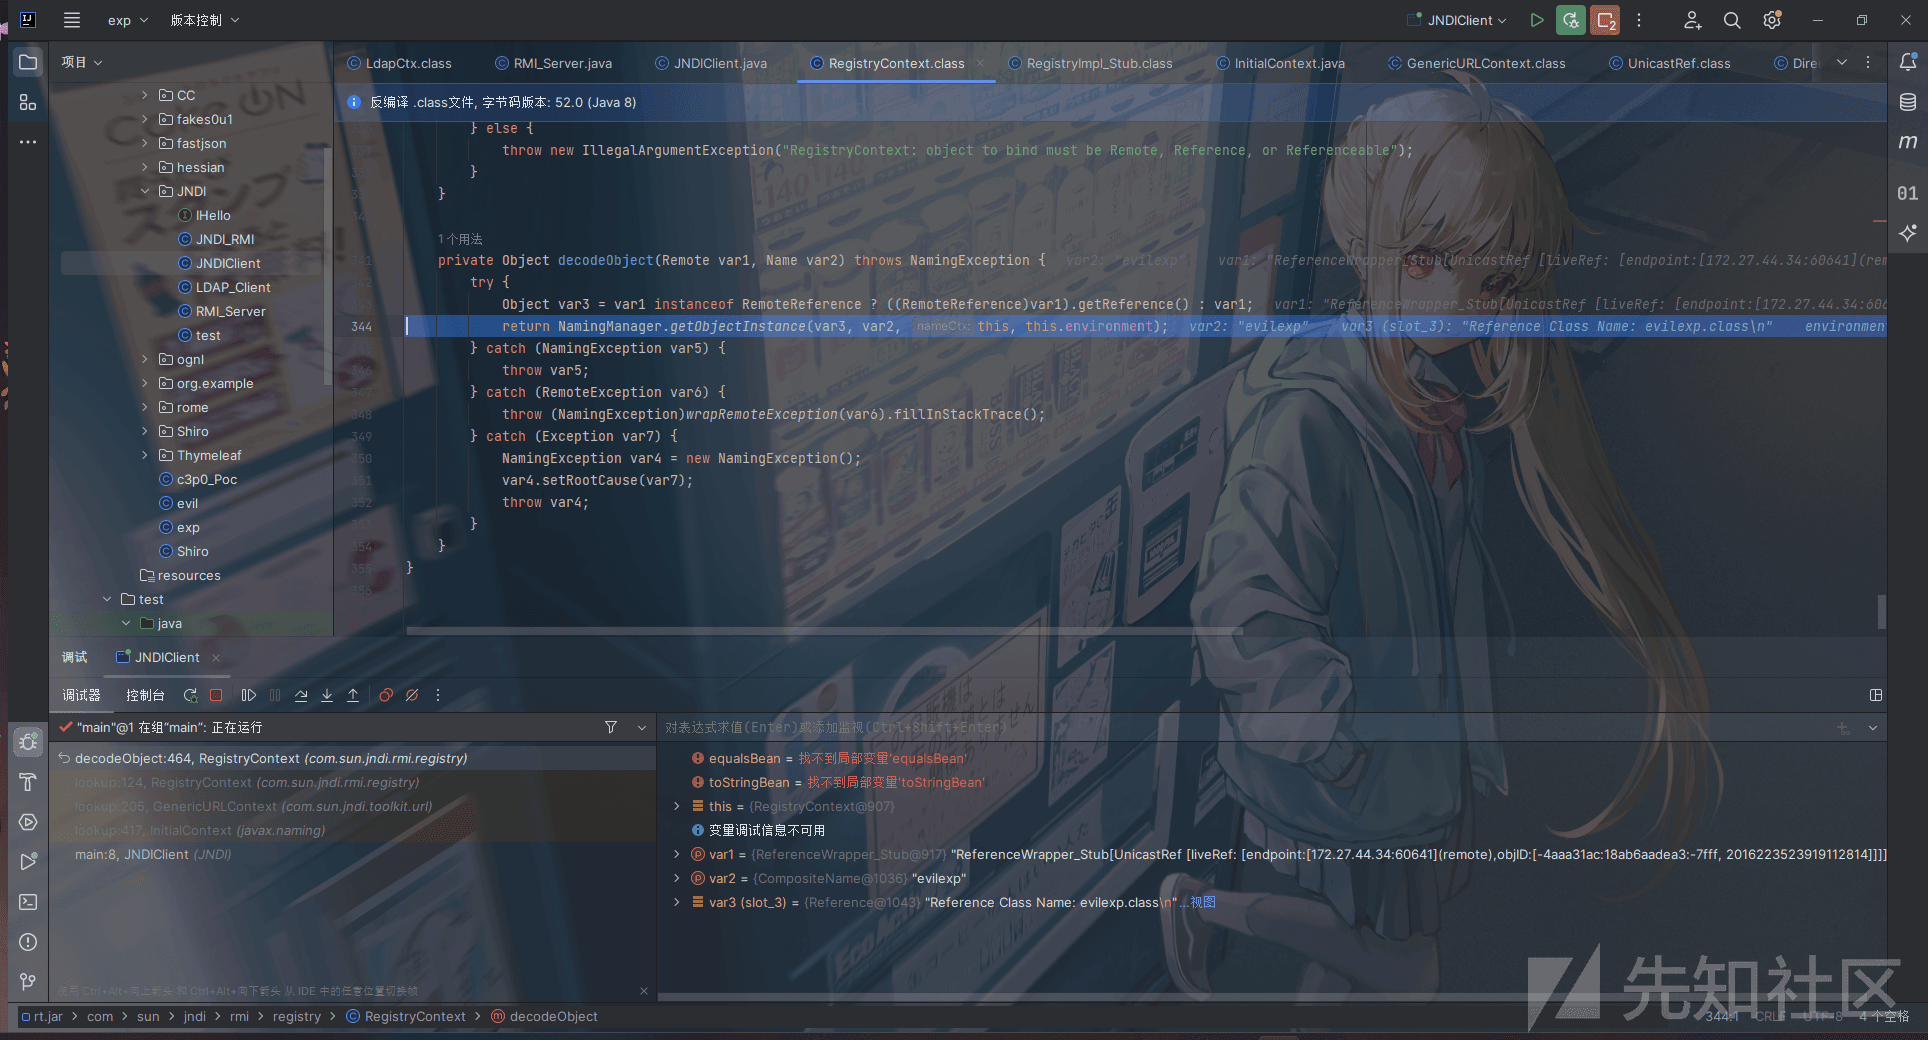 exp
版本控制
JNDIClient
项目
LdapCtx.class
RMI_Server.java
JNDIClient.java
RegistryContext.class
RegistryImpl_Stub.class
InitialContext.java
GenericURLContext.class
UnicastRef.class
Dire
反编译 .class文件, 字节码版本: 52.0 (Java 8)
CC
fakes0u1
fastjson
hessian
JNDI
IHello
JNDI_RMI
JNDIClient
LDAP_Client
RMI_Server
test
ognl
org.example
rome
Shiro
Thymeleaf
c3p0_Poc
evil
exp
Shiro
resources
test
java
} else {
throw new IllegalArgumentException("RegistryContext: object to bind must be Remote, Reference, or Referenceable");
}
}
1个用法
private Object decodeObject(Remote var1, Name var2) throws NamingException { var2: "evilexp" var1: "ReferenceWrapper_Stub[UnicastRef [liveRef: [endpoint:[172.27.44.34:60641](rem
try {
Object var3 = var1 instanceof RemoteReference ? ((RemoteReference)var1).getReference() : var1; var1: "ReferenceWrapper_Stub[UnicastRef [liveRef: [endpoint:[172.27.44.34:606
344 return NamingManager.getObjectInstance(var3, var2, nameCtx: this, this.environment); var2: "evilexp" var3 (slot_3): "Reference Class Name: evilexp.class\n" environment
} catch (NamingException var5) {
throw var5;
} catch (RemoteException var6) {
348 throw (NamingException)wrapRemoteException(var6).fillInStackTrace();
349 } catch (Exception var7) {
350 NamingException var4 = new NamingException();
351 var4.setRootCause(var7);
352 throw var4;
}
354 }
355 }
356
调试
JNDIClient
调试器
控制台
"main"@1 在组"main": 正在运行
decodeObject:464, RegistryContext (com.sun.jndi.rmi.registry)
lookup:124, RegistryContext (com.sun.jndi.rmi.registry)
lookup:205, GenericURLContext (com.sun.jndi.toolkit.url)
lookup:417, InitialContext (javax.naming)
main:8, JNDIClient (JNDI)
使用 Ctrl+Alt+向上箭头 和 Ctrl+Alt+向下箭头 从 IDE 中的任意位置切换帧
对表达式求值(Enter)或添加监视(Ctrl+Shift+Enter)
equalsBean = 找不到局部变量'equalsBean'
toStringBean = 找不到局部变量'toStringBean'
this = {RegistryContext@907}
变量调试信息不可用
var1 = {ReferenceWrapper_Stub@917} "ReferenceWrapper_Stub[UnicastRef [liveRef: [endpoint:[172.27.44.34:60641](remote),objID:[-4aaa31ac:18ab6aadea3:-7fff, 2016223523919112814]]]]
var2 = {CompositeName@1036} "evilexp"
var3 (slot_3) = {Reference@1043} "Reference Class Name: evilexp.class\n" ...视图
rt.jar > com > sun > jndi > rmi > registry > RegistryContext > decodeObject
344:1 CRLF UTF-8 4 个空格
先知社区